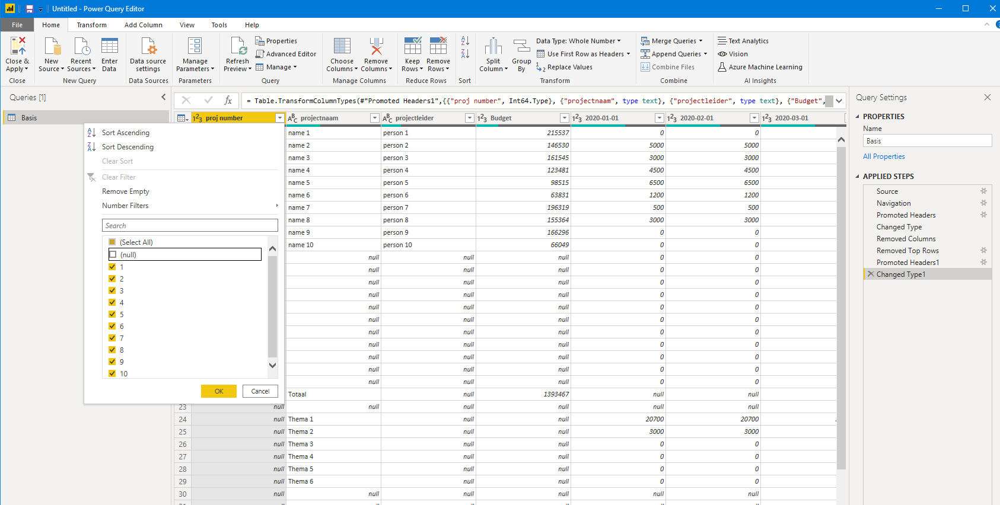 Untitled - Power Query Editor
File Home Transform Add Column View Tools Help
Close & Apply
New Source
Recent Sources
Enter Data
Data source settings
Manage Parameters
Refresh Preview
Properties
Advanced Editor
Manage
Choose Columns
Remove Columns
Keep Rows
Remove Rows
Split Column
Group By
Data Type: Whole Number
Use First Row as Headers
Replace Values
Merge Queries
Append Queries
Combine Files
Text Analytics
Vision
Azure Machine Learning
Close New Query Data Sources Parameters Query Manage Columns Reduce Rows Sort Transform Combine AI Insights
Queries [1]
Basis
fx = Table.TransformColumnTypes(#"Promoted Headers1",{{"proj number", Int64.Type}, {"projectnaam", type text}, {"projectleider", type text}, {"Budget",
proj number projectnaam projectleider Budget 2020-01-01 2020-02-01 2020-03-01
Sort Ascending
Sort Descending
Clear Sort
Clear Filter
Remove Empty
Number Filters
Search
(Select All)
(null)
1
2
3
4
5
6
7
8
9
10
OK Cancel
name 1 person 1 215537 0 0
name 2 person 2 146530 5000 5000
name 3 person 3 161545 3000 3000
name 4 person 4 123481 4500 4500
name 5 person 5 98515 6500 6500
name 6 person 6 63831 1200 1200
name 7 person 7 196319 500 500
name 8 person 8 155364 3000 3000
name 9 person 9 166296 0 0
name 10 person 10 66049 0 0
null null null 0 0
null null null 0 0
null null null 0 0
null null null 0 0
null null null 0 0
null null null 0 0
null null null 0 0
null null null 0 0
null null null 0 0
null null null 0 0
null null null 0 0
Totaal null 1393467 null null
23 null null null null null null
24 null Thema 1 null null 20700 20700
25 null Thema 2 null null 3000 3000
26 null Thema 3 null null 0 0
27 null Thema 4 null null 0 0
28 null Thema 5 null null 0 0
29 null Thema 6 null null 0 0
30 null null null null null null
Query Settings
PROPERTIES
Name
Basis
All Properties
APPLIED STEPS
Source
Navigation
Promoted Headers
Changed Type
Removed Columns
Removed Top Rows
Promoted Headers1
Changed Type1